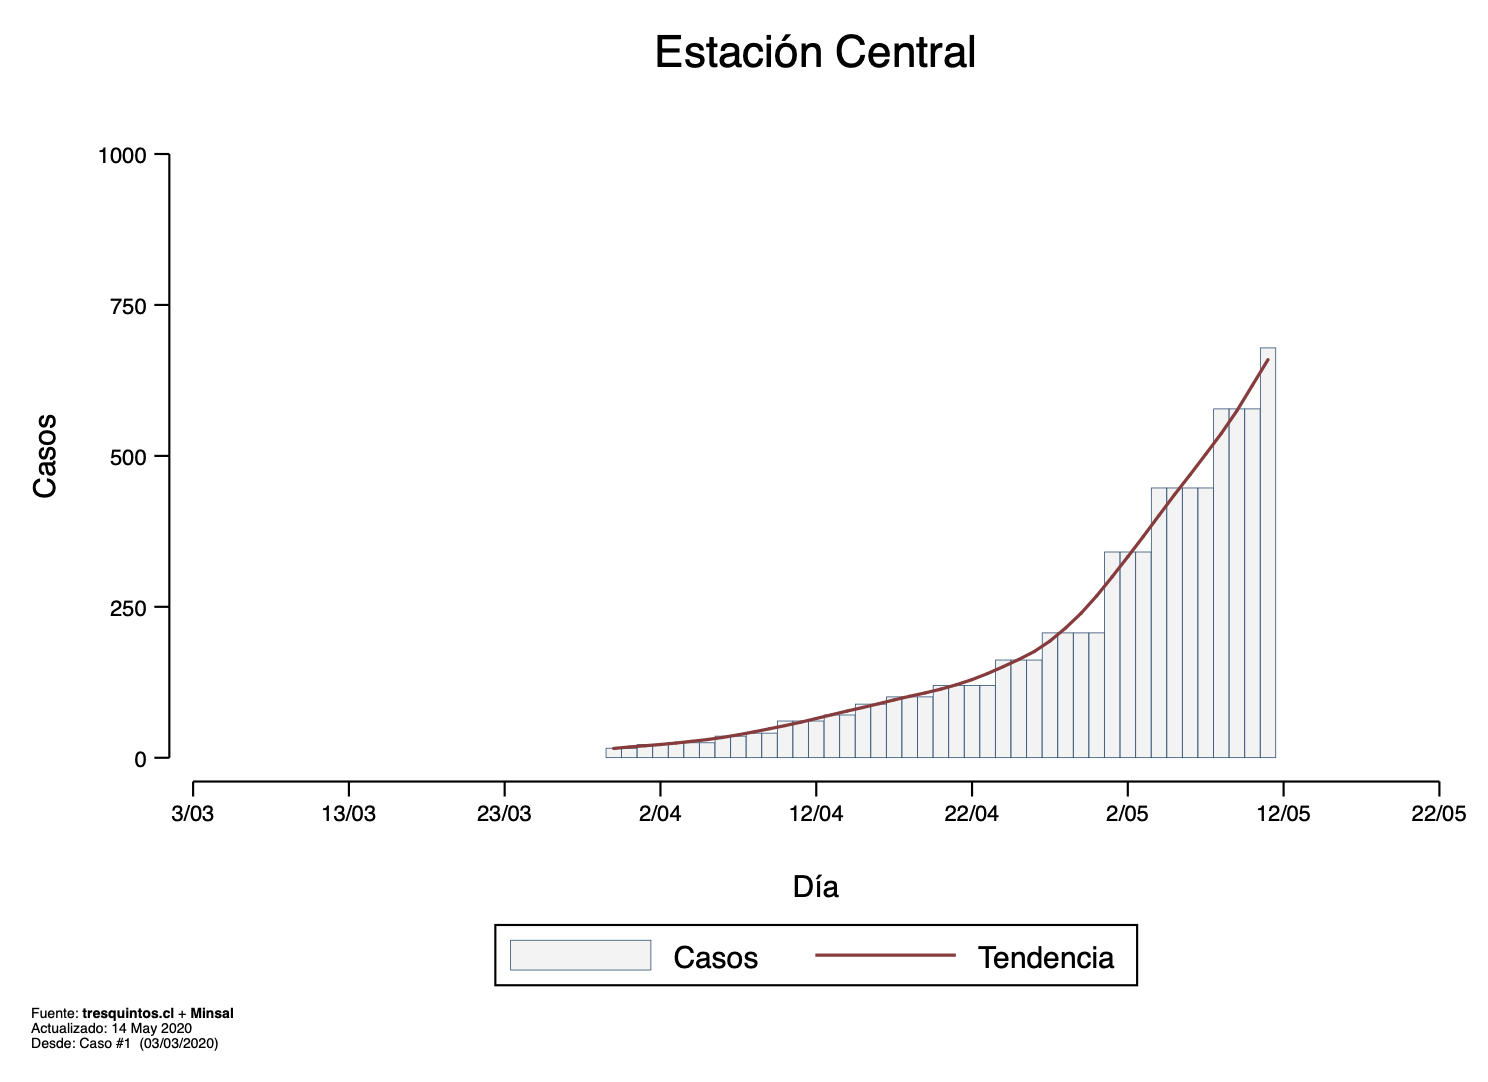 Estación Central
1000
750
500
250
0
Casos
3/03 13/03 23/03 2/04 12/04 22/04 2/05 12/05 22/05
Día
Casos Tendencia
Fuente: tresquintos.cl + Minsal
Actualizado: 14 May 2020
Desde: Caso #1 (03/03/2020)